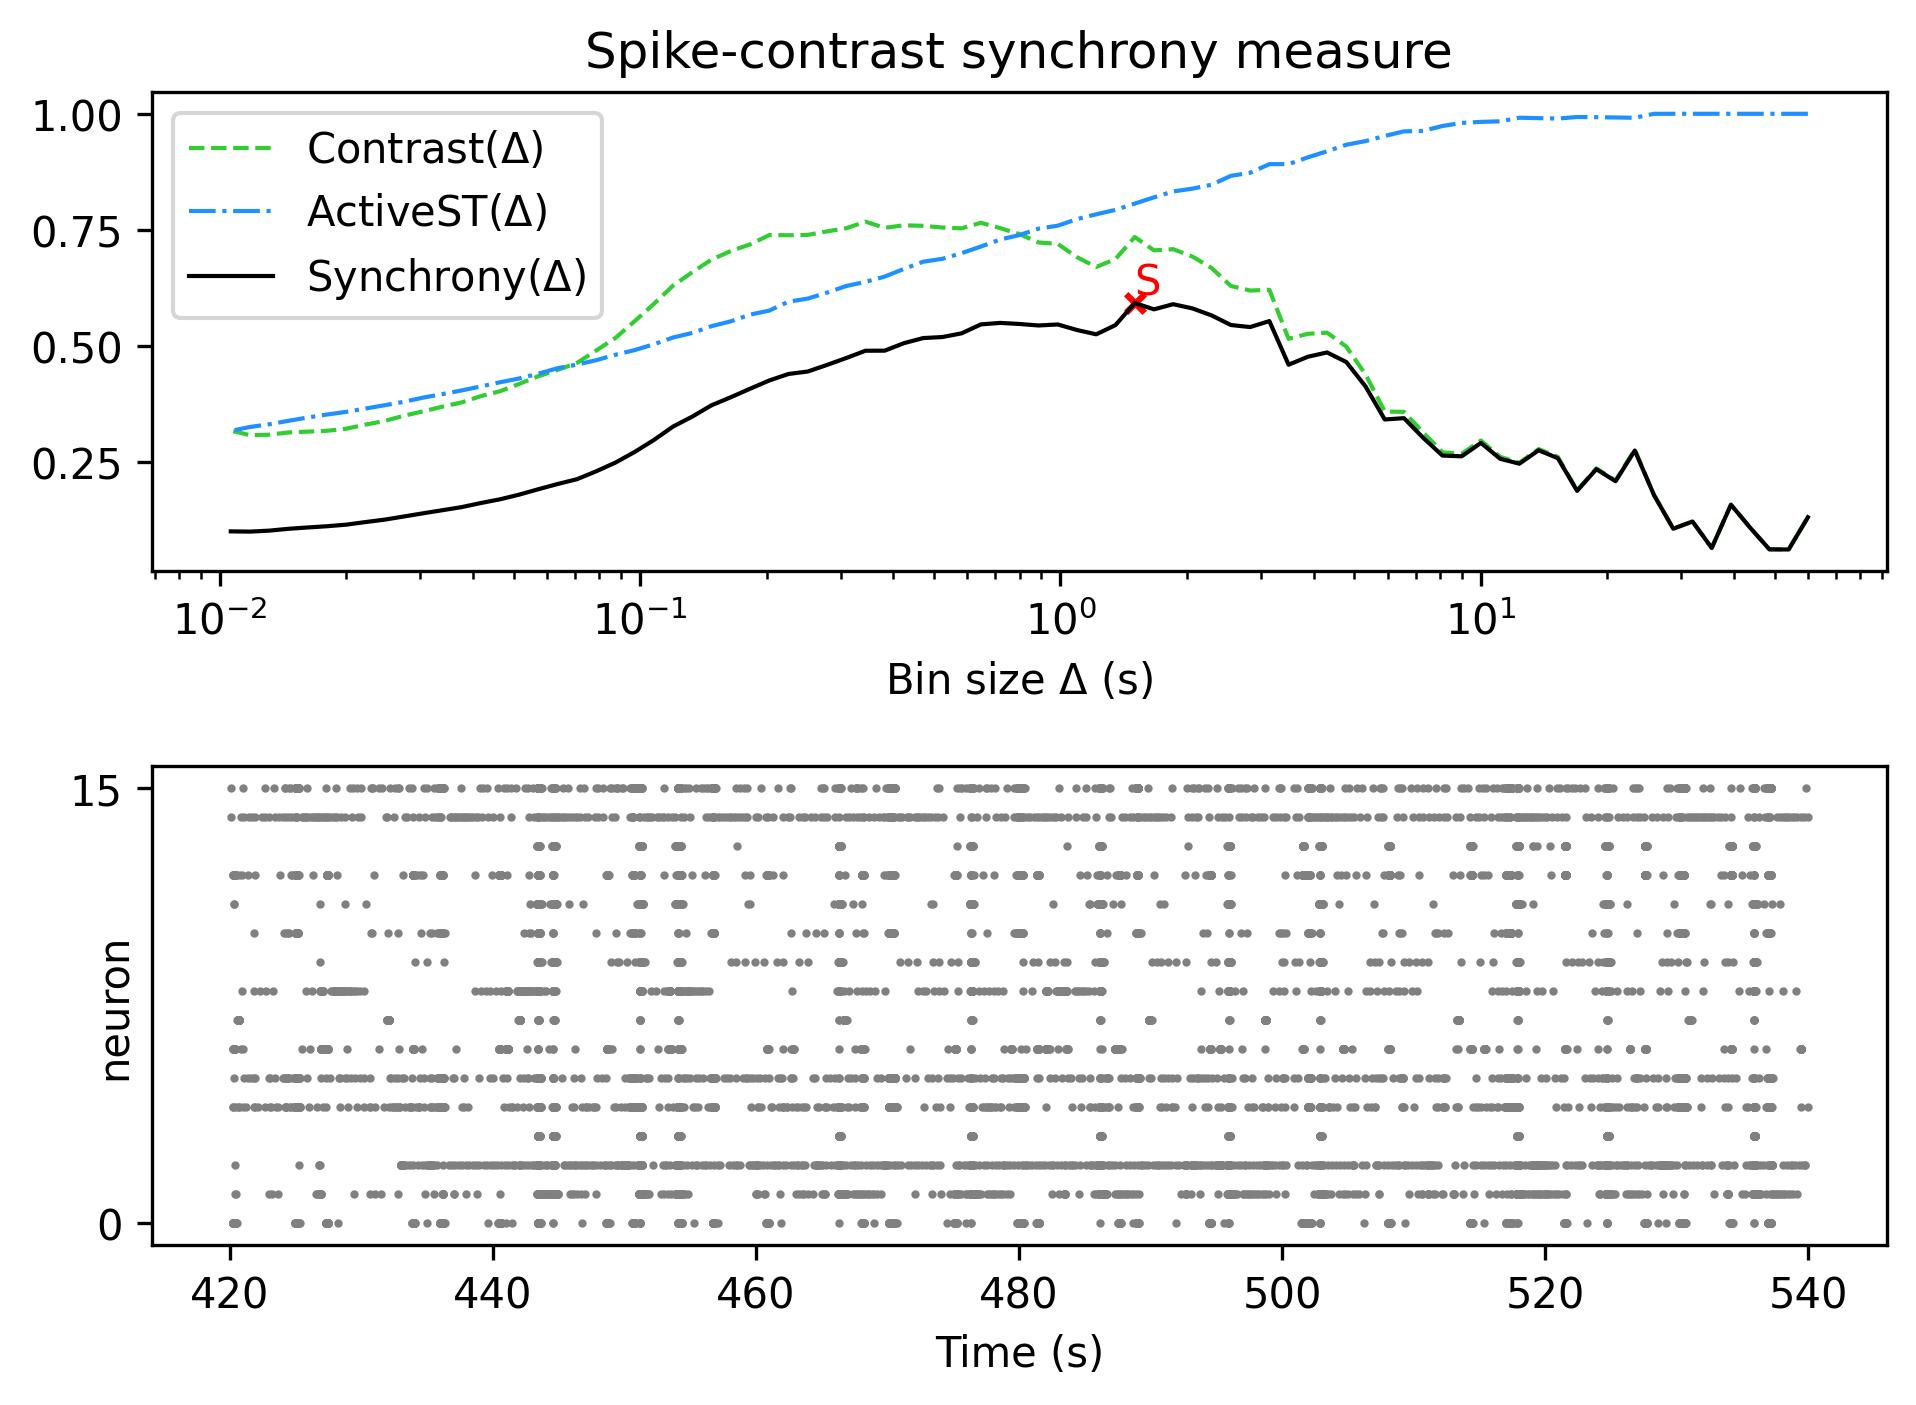 Spike-contrast synchrony measure
1.00
0.75
0.50
0.25
Contrast(Δ)
ActiveST(Δ)
Synchrony(Δ)
S
10⁻² 10⁻¹ 10⁰ 10¹
Bin size Δ (s)
15
0
neuron
420 440 460 480 500 520 540
Time (s)